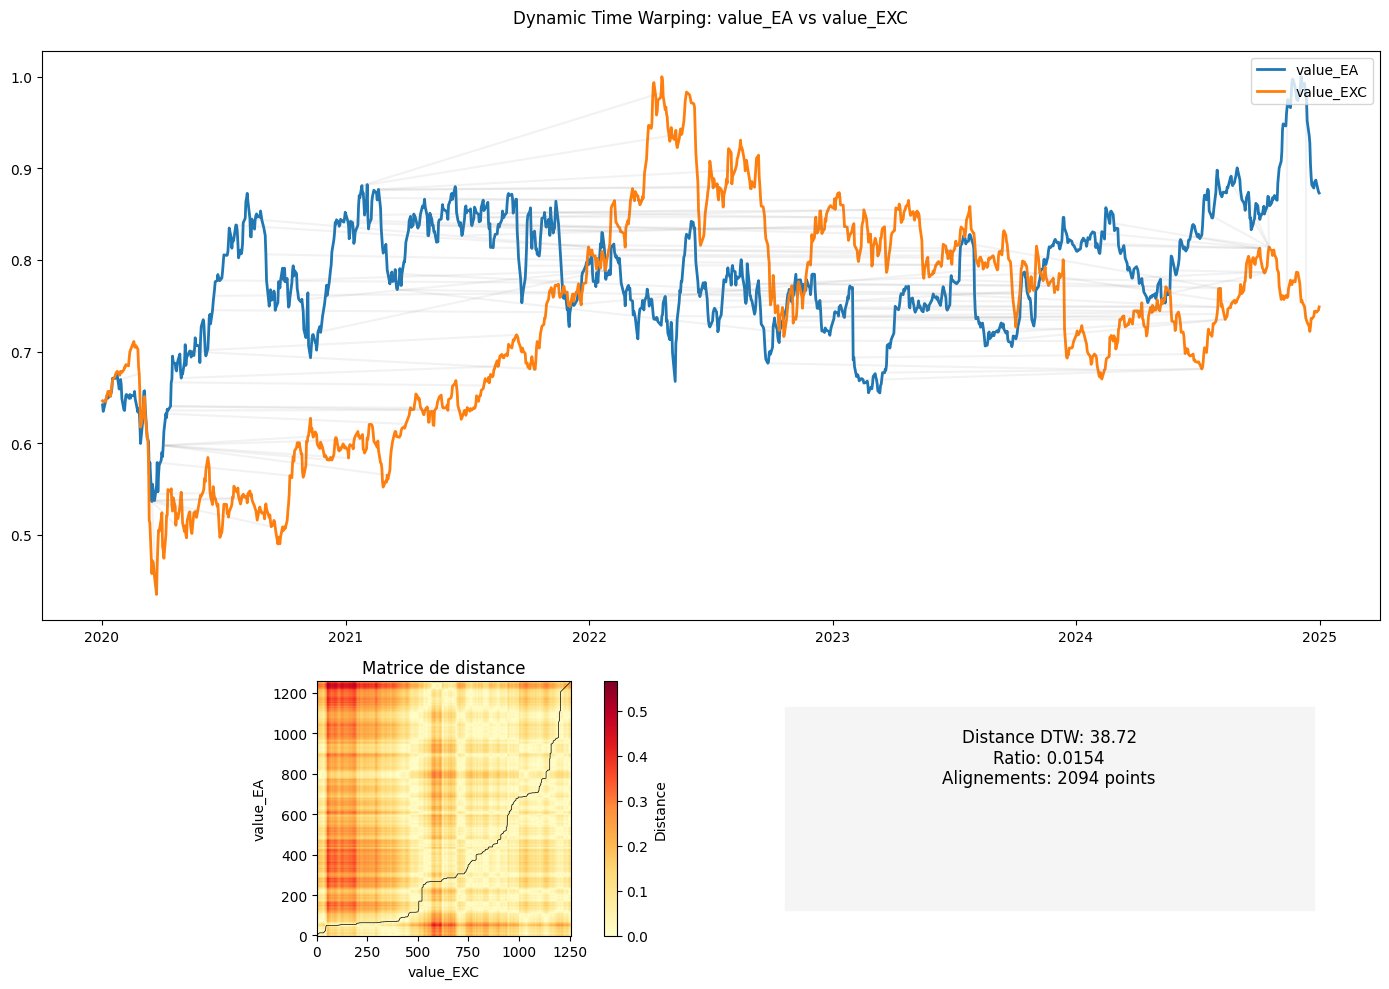 Dynamic Time Warping: value_EA vs value_EXC
value_EA
value_EXC
1.0
0.9
0.8
0.7
0.6
0.5
2020 2021 2022 2023 2024 2025
Matrice de distance
value_EA
1200
1000
800
600
400
200
0
0 250 500 750 1000 1250
value_EXC
0.5
0.4
0.3
0.2
0.1
0.0
Distance
Distance DTW: 38.72
Ratio: 0.0154
Alignements: 2094 points